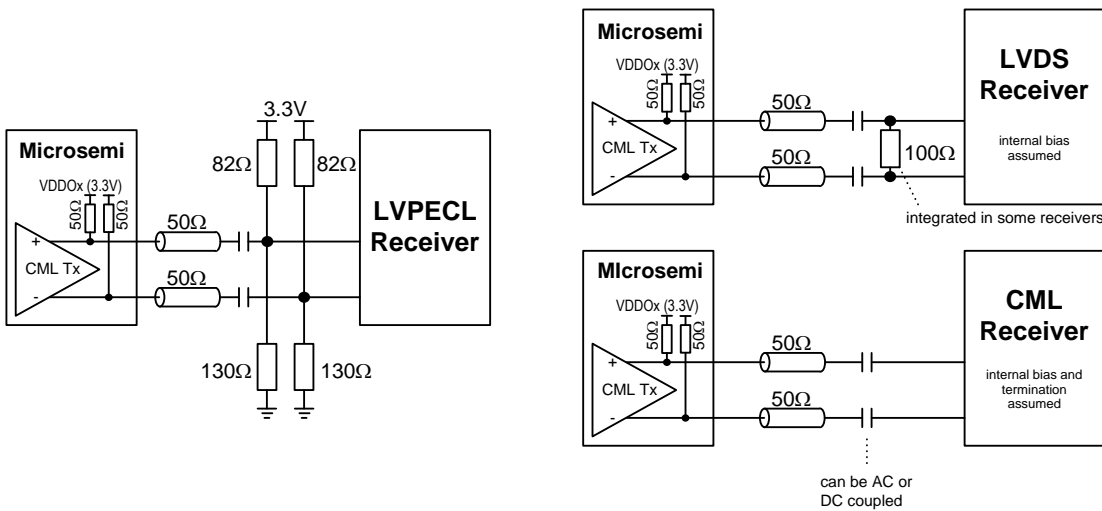 Microsemi
VDDOx (3.3V)
50Ω
50Ω
+
CML Tx
-
50Ω
50Ω
3.3V
82Ω
82Ω
130Ω
130Ω
LVPECL
Receiver
Microsemi
VDDOx (3.3V)
50Ω
50Ω
+
CML Tx
-
50Ω
50Ω
100Ω
LVDS
Receiver
internal bias
assumed
integrated in some receivers
MIcrosemi
VDDOx (3.3V)
50Ω
50Ω
+
CML Tx
-
50Ω
50Ω
CML
Receiver
internal bias and
termination
assumed
can be AC or
DC coupled